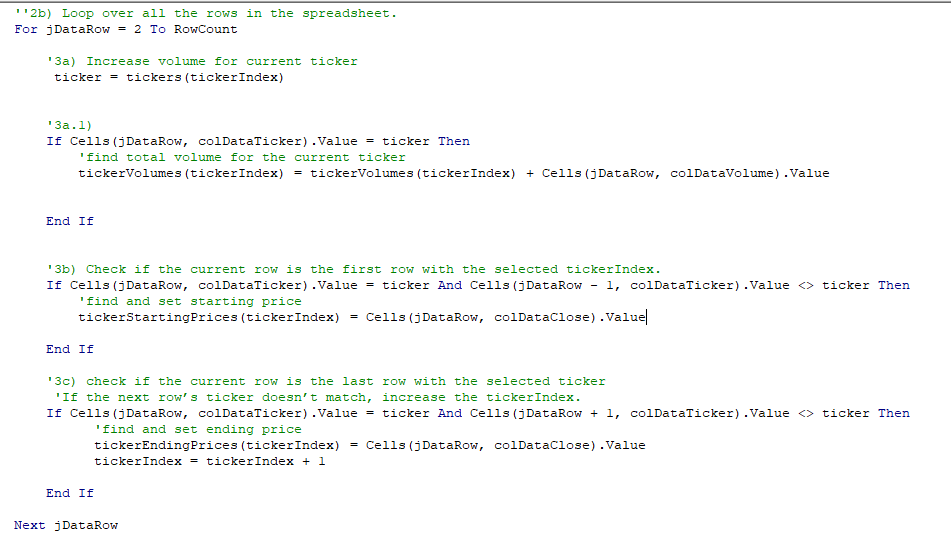 ''2b) Loop over all the rows in the spreadsheet.
For jDataRow = 2 To RowCount
'3a) Increase volume for current ticker
ticker = tickers(tickerIndex)
'3a.1)
If Cells(jDataRow, colDataTicker).Value = ticker Then
'find total volume for the current ticker
tickerVolumes(tickerIndex) = tickerVolumes(tickerIndex) + Cells(jDataRow, colDataVolume).Value
End If
'3b) Check if the current row is the first row with the selected tickerIndex.
If Cells(jDataRow, colDataTicker).Value = ticker And Cells(jDataRow - 1, colDataTicker).Value <> ticker Then
'find and set starting price
tickerStartingPrices(tickerIndex) = Cells(jDataRow, colDataClose).Value
End If
'3c) check if the current row is the last row with the selected ticker
'If the next row’s ticker doesn’t match, increase the tickerIndex.
If Cells(jDataRow, colDataTicker).Value = ticker And Cells(jDataRow + 1, colDataTicker).Value <> ticker Then
'find and set ending price
tickerEndingPrices(tickerIndex) = Cells(jDataRow, colDataClose).Value
tickerIndex = tickerIndex + 1
End If
Next jDataRow